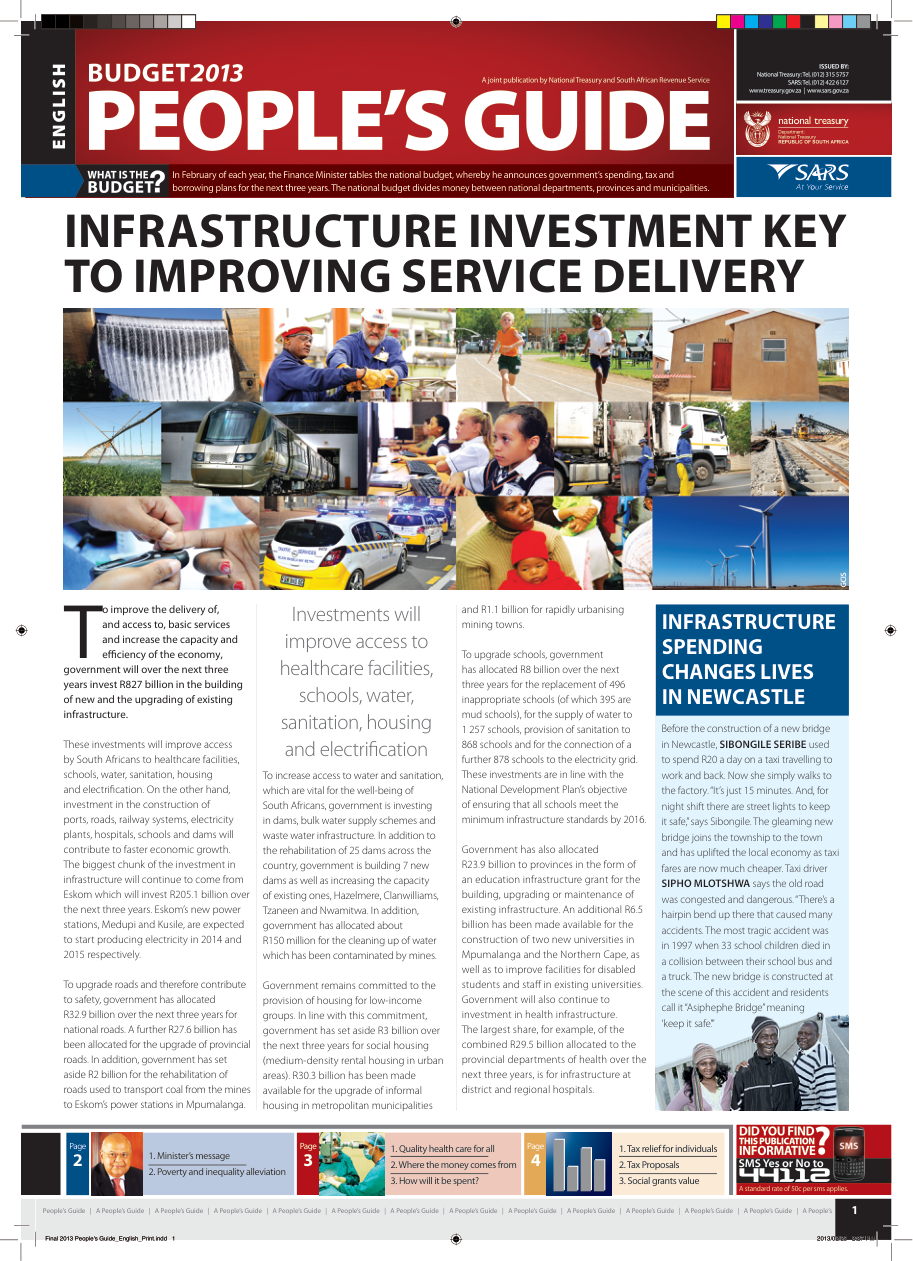 ENGLISH
BUDGET2013
A joint publication by National Treasury and South African Revenue Service
PEOPLE'S GUIDE
ISSUED BY:
National Treasury: Tel. (012) 315 5757
SARS: Tel. (012) 422 6127
www.treasury.gov.za | www.sars.gov.za
national treasury
Department:
National Treasury
REPUBLIC OF SOUTH AFRICA
SARS
At Your Service
WHAT IS THE
BUDGET?
In February of each year, the Finance Minister tables the national budget, whereby he announces government's spending, tax and
borrowing plans for the next three years. The national budget divides money between national departments, provinces and municipalities.
INFRASTRUCTURE INVESTMENT KEY
TO IMPROVING SERVICE DELIVERY
GCIS
To improve the delivery of,
and access to, basic services
and increase the capacity and
efficiency of the economy,
government will over the next three
years invest R827 billion in the building
of new and the upgrading of existing
infrastructure.
These investments will improve access
by South Africans to healthcare facilities,
schools, water, sanitation, housing
and electrification. On the other hand,
investment in the construction of
ports, roads, railway systems, electricity
plants, hospitals, schools and dams will
contribute to faster economic growth.
The biggest chunk of the investment in
infrastructure will continue to come from
Eskom which will invest R205.1 billion over
the next three years. Eskom's new power
stations, Medupi and Kusile, are expected
to start producing electricity in 2014 and
2015 respectively.
To upgrade roads and therefore contribute
to safety, government has allocated
R32.9 billion over the next three years for
national roads. A further R27.6 billion has
been allocated for the upgrade of provincial
roads. In addition, government has set
aside R2 billion for the rehabilitation of
roads used to transport coal from the mines
to Eskom's power stations in Mpumalanga.
Investments will
improve access to
healthcare facilities,
schools, water,
sanitation, housing
and electrification
To increase access to water and sanitation,
which are vital for the well-being of
South Africans, government is investing
in dams, bulk water supply schemes and
waste water infrastructure. In addition to
the rehabilitation of 25 dams across the
country, government is building 7 new
dams as well as increasing the capacity
of existing ones, Hazelmere, Clanwilliams,
Tzaneen and Nwamitwa. In addition,
government has allocated about
R150 million for the cleaning up of water
which has been contaminated by mines.
Government remains committed to the
provision of housing for low-income
groups. In line with this commitment,
government has set aside R3 billion over
the next three years for social housing
(medium-density rental housing in urban
areas). R30.3 billion has been made
available for the upgrade of informal
housing in metropolitan municipalities
and R1.1 billion for rapidly urbanising
mining towns.
To upgrade schools, government
has allocated R8 billion over the next
three years for the replacement of 496
inappropriate schools (of which 395 are
mud schools), for the supply of water to
1 257 schools, provision of sanitation to
868 schools and for the connection of a
further 878 schools to the electricity grid.
These investments are in line with the
National Development Plan's objective
of ensuring that all schools meet the
minimum infrastructure standards by 2016.
Government has also allocated
R23.9 billion to provinces in the form of
an education infrastructure grant for the
building, upgrading or maintenance of
existing infrastructure. An additional R6.5
billion has been made available for the
construction of two new universities in
Mpumalanga and the Northern Cape, as
well as to improve facilities for disabled
students and staff in existing universities.
Government will also continue to
investment in health infrastructure.
The largest share, for example, of the
combined R29.5 billion allocated to the
provincial departments of health over the
next three years, is for infrastructure at
district and regional hospitals.
INFRASTRUCTURE
SPENDING
CHANGES LIVES
IN NEWCASTLE
Before the construction of a new bridge
in Newcastle, SIBONGILE SERIBE used
to spend R20 a day on a taxi travelling to
work and back. Now she simply walks to
the factory. "It's just 15 minutes. And, for
night shift there are street lights to keep
it safe," says Sibongile. The gleaming new
bridge joins the township to the town
and has uplifted the local economy as taxi
fares are now much cheaper. Taxi driver
SIPHO MLOTSHWA says the old road
was congested and dangerous. "There's a
hairpin bend up there that caused many
accidents. The most tragic accident was
in 1997 when 33 school children died in
a collision between their school bus and
a truck. The new bridge is constructed at
the scene of this accident and residents
call it "Asiphephe Bridge" meaning
'keep it safe.'"
Page
2
1. Minister's message
2. Poverty and inequality alleviation
Page
3
1. Quality health care for all
2. Where the money comes from
3. How will it be spent?
Page
4
1. Tax relief for individuals
2. Tax Proposals
3. Social grants value
DID YOU FIND
THIS PUBLICATION
INFORMATIVE?
SMS Yes or No to
44112
A standard rate of 50c per sms applies.
SMS
People's Guide | A People's Guide | A People's Guide | A People's Guide | A People's Guide | A People's Guide | A People's Guide | A People's Guide | A People's Guide | A People's Guide | A People's Guide | A People's Guide | A People's Guide | A People's
1
Final 2013 People's Guide_English_Print.indd 1